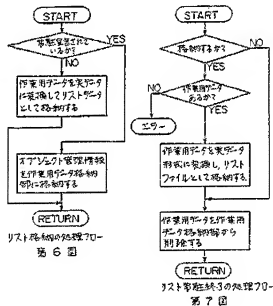 START
常駐宣言されて
いるか?
YES
NO
作業用データを実データ
に変換してリストデータ
として格納する
オブジェクト管理情報
を作業用データ格納
部に格納する
RETURN
リスト格納の処理フロー
第6図
START
格納するか?
NO
YES
作業用データ
あるか?
NO
YES
エラー
作業用データを実データ
形式に変換し、リスト
ファイルとして格納する.
作業用データを作業用
データ格納部から
削除する
RETURN
リスト常駐終了の処理フロー
第7図